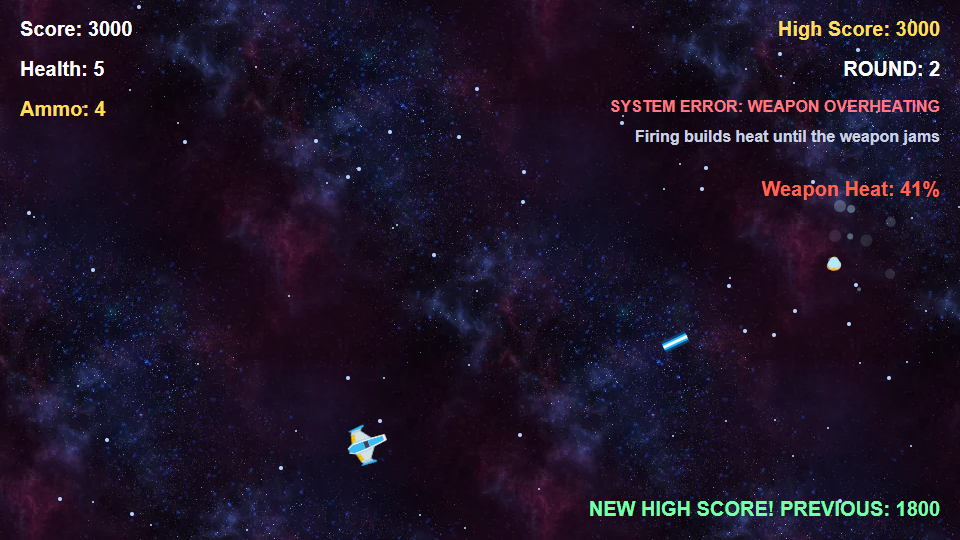 Score: 3000
High Score: 3000
Health: 5
ROUND: 2
Ammo: 4
SYSTEM ERROR: WEAPON OVERHEATING
Firing builds heat until the weapon jams
Weapon Heat: 41%
NEW HIGH SCORE! PREVIOUS: 1800